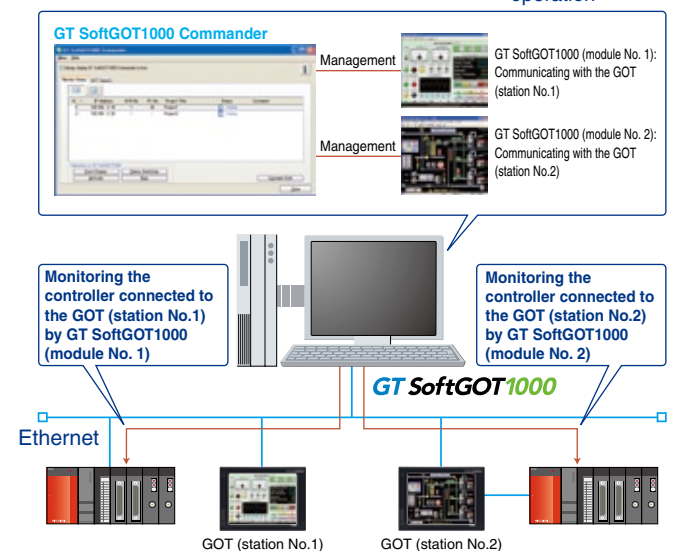 operation
GT SoftGOT1000 Commander
Management
GT SoftGOT1000 (module No. 1):
Communicating with the GOT
(station No.1)
Management
GT SoftGOT1000 (module No. 2):
Communicating with the GOT
(station No.2)
Monitoring the
controller connected to
the GOT (station No.1)
by GT SoftGOT1000
(module No. 1)
Monitoring the
controller connected to
the GOT (station No.2)
by GT SoftGOT1000
(module No. 2)
GT SoftGOT1000
Ethernet
GOT (station No.1)
GOT (station No.2)